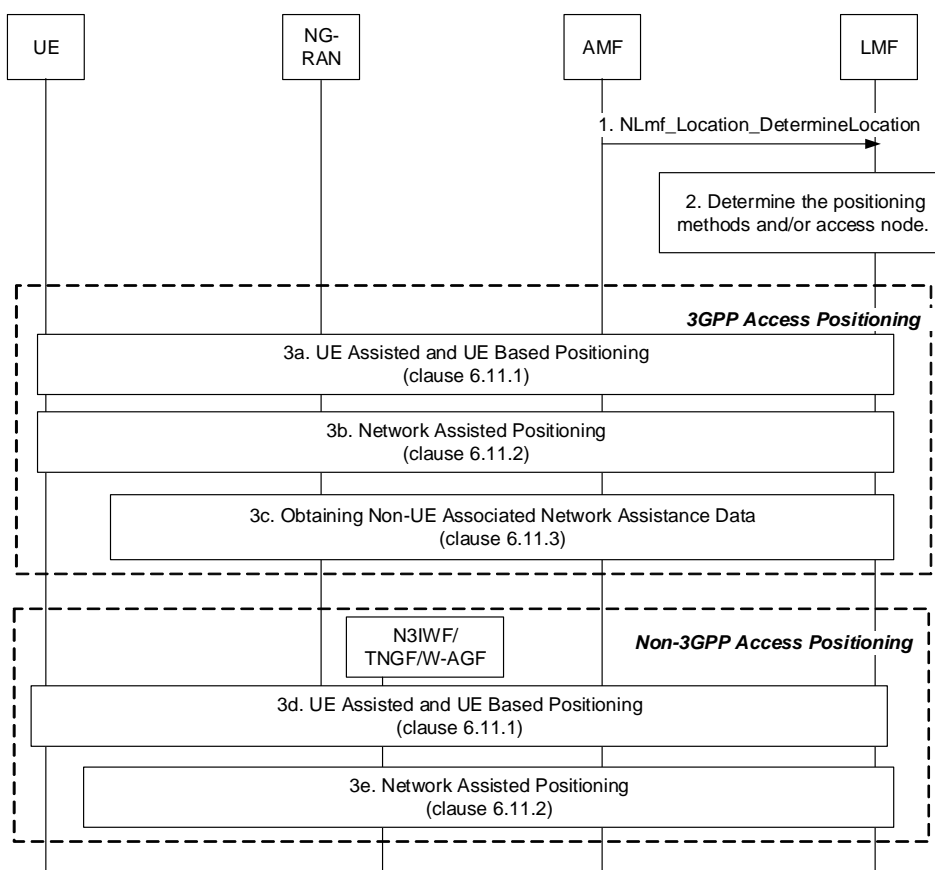 UE
NG-
RAN
AMF
LMF
1. NLmf_Location_DetermineLocation
2. Determine the positioning
methods and/or access node.
3GPP Access Positioning
3a. UE Assisted and UE Based Positioning
(clause 6.11.1)
3b. Network Assisted Positioning
(clause 6.11.2)
3c. Obtaining Non-UE Associated Network Assistance Data
(clause 6.11.3)
N3IWF/
TNGF/W-AGF
Non-3GPP Access Positioning
3d. UE Assisted and UE Based Positioning
(clause 6.11.1)
3e. Network Assisted Positioning
(clause 6.11.2)